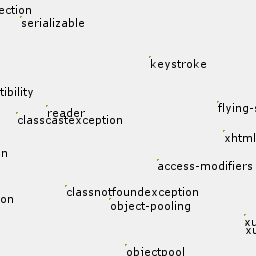 ection
serializable
keystroke
tibility
flying-s
reader
classcastexception
xhtml
n
access-modifiers
classnotfoundexception
on
object-pooling
xu
xu
objectpool